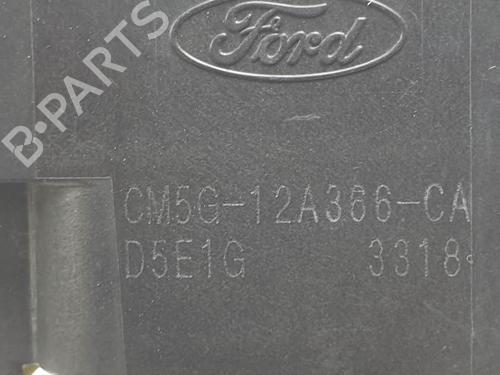 B-PARTS
Ford
CM5G-12A366-CA
D5E1G 3318